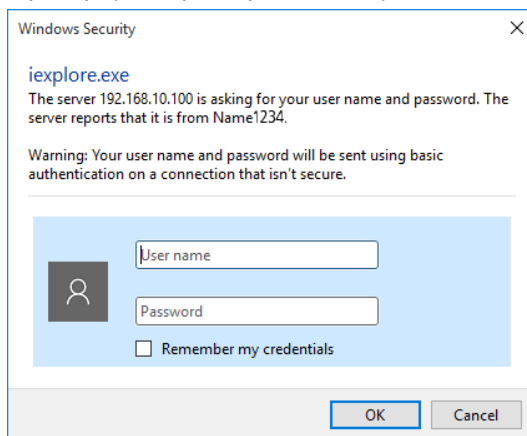 Windows Security
iexplore.exe
The server 192.168.10.100 is asking for your user name and password. The
server reports that it is from Name1234.
Warning: Your user name and password will be sent using basic
authentication on a connection that isn't secure.
User name
Password
Remember my credentials
OK Cancel